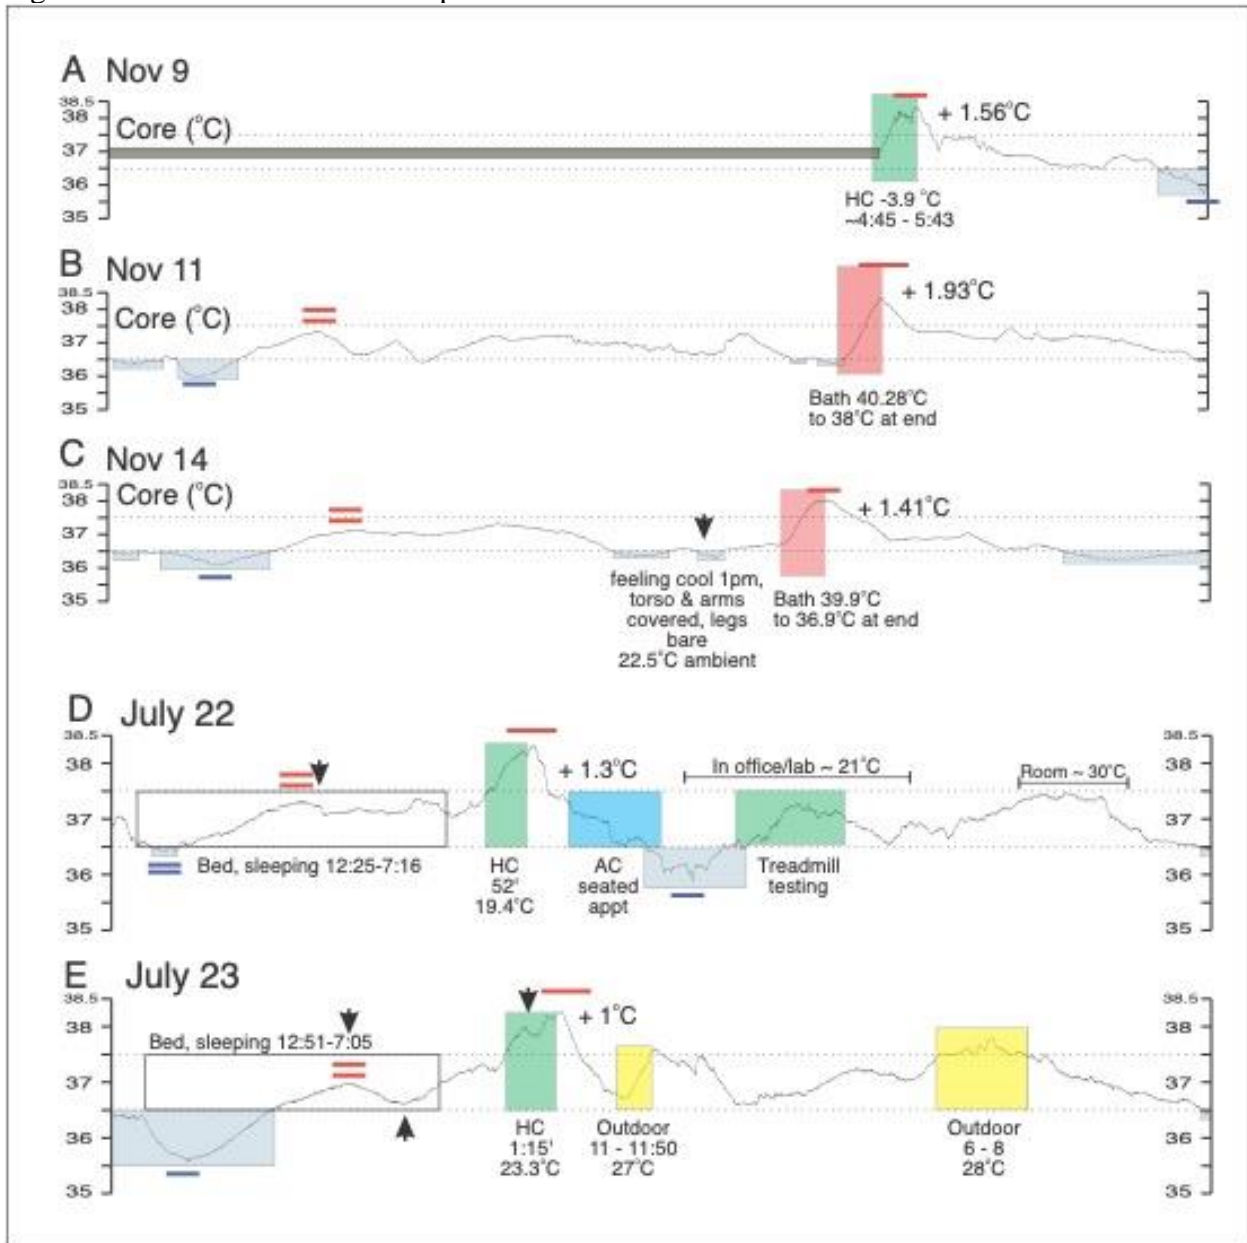 A Nov 9
38.5
38
37
36
35
Core (°C)
+ 1.56°C
HC -3.9 °C
~4:45 - 5:43
B Nov 11
38.5
38
37
36
35
Core (°C)
+ 1.93°C
Bath 40.28°C
to 38°C at end
C Nov 14
38.5
38
37
36
35
Core (°C)
+ 1.41°C
feeling cool 1pm,
torso & arms
covered, legs
bare
22.5°C ambient
Bath 39.9°C
to 36.9°C at end
D July 22
38.5
38
37
36
35
Bed, sleeping 12:25-7:16
+ 1.3°C
HC
52'
19.4°C
AC
seated
appt
In office/lab ~ 21°C
Treadmill
testing
Room ~ 30°C
38.5
38
37
36
35
E July 23
38.5
38
37
36
35
Bed, sleeping 12:51-7:05
+ 1°C
HC
1:15'
23.3°C
Outdoor
11 - 11:50
27°C
Outdoor
6 - 8
28°C
38.5
38
37
36
35